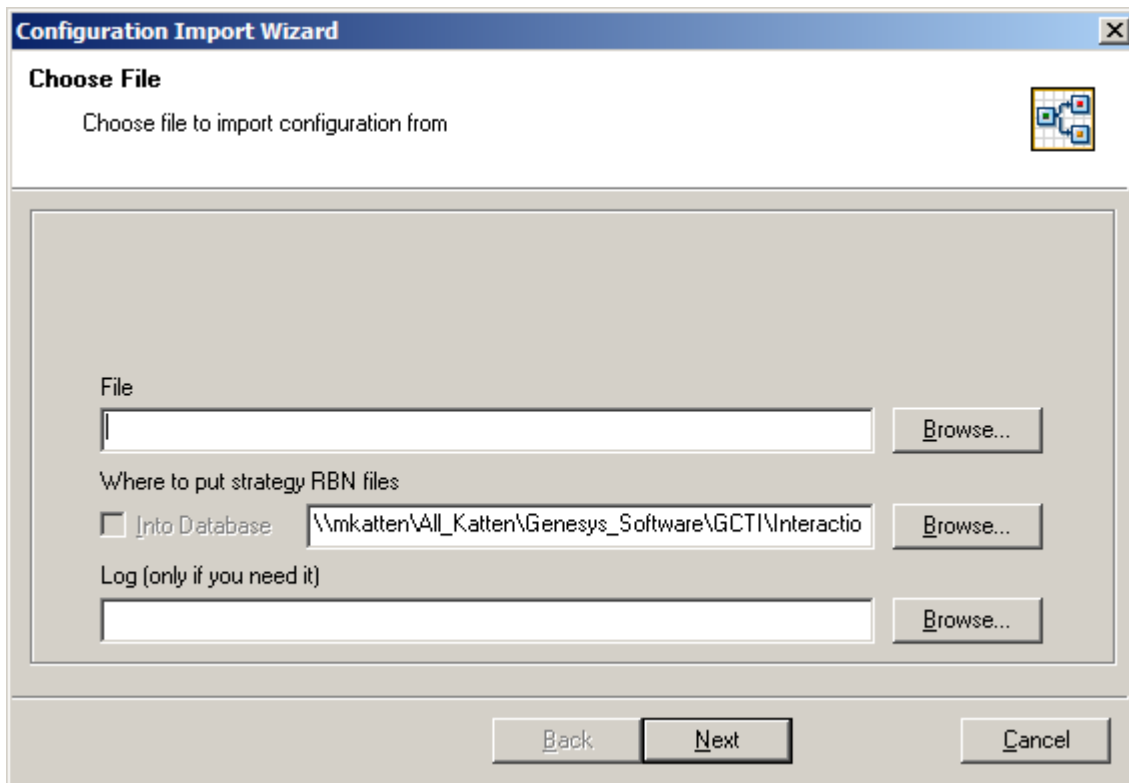 Configuration Import Wizard
Choose File
Choose file to import configuration from
File
Browse...
Where to put strategy RBN files
Into Database
\\mkatten\All_Katten\Genesys_Software\GCTI\Interactio
Browse...
Log (only if you need it)
Browse...
Back
Next
Cancel